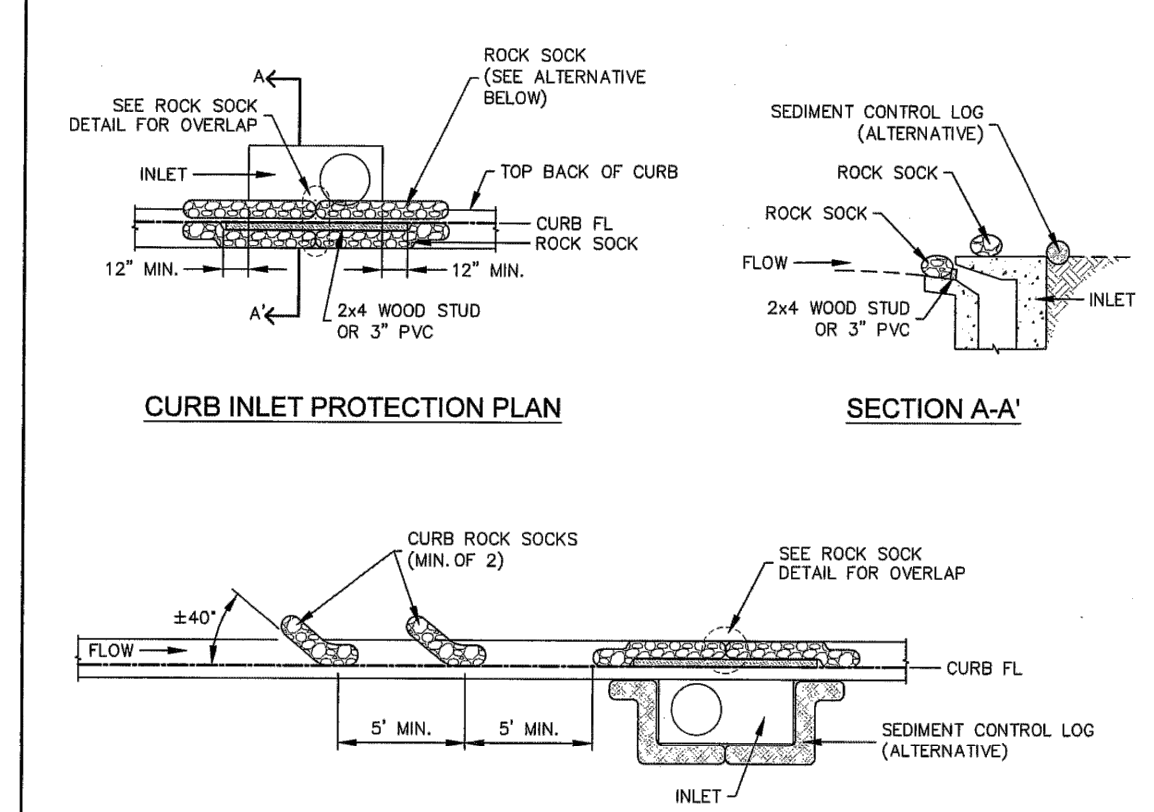 ROCK SOCK
(SEE ALTERNATIVE
BELOW)
A
SEE ROCK SOCK
DETAIL FOR OVERLAP
INLET
TOP BACK OF CURB
CURB FL
ROCK SOCK
12" MIN.
12" MIN.
A'
2x4 WOOD STUD
OR 3" PVC
CURB INLET PROTECTION PLAN
SEDIMENT CONTROL LOG
(ALTERNATIVE)
ROCK SOCK
ROCK SOCK
FLOW
2x4 WOOD STUD
OR 3" PVC
INLET
SECTION A-A'
CURB ROCK SOCKS
(MIN. OF 2)
SEE ROCK SOCK
DETAIL FOR OVERLAP
±40°
FLOW
CURB FL
5' MIN.
5' MIN.
SEDIMENT CONTROL LOG
(ALTERNATIVE)
INLET